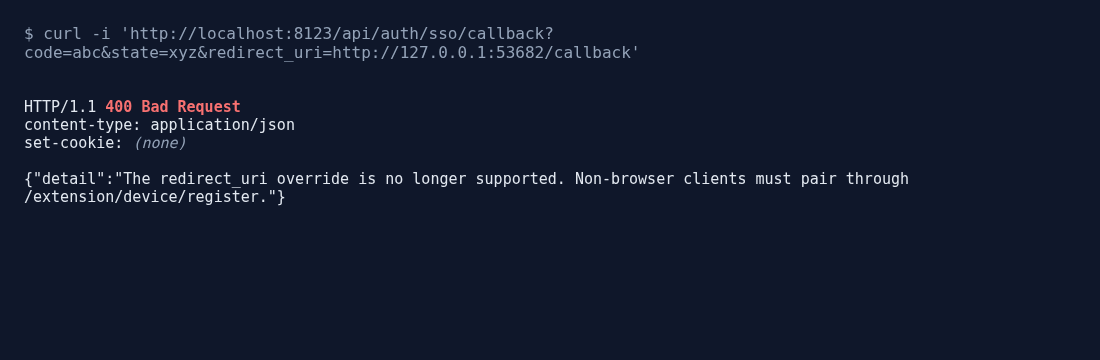 $ curl -i 'http://localhost:8123/api/auth/sso/callback?
code=abc&state=xyz&redirect_uri=http://127.0.0.1:53682/callback'
HTTP/1.1 400 Bad Request
content-type: application/json
set-cookie: (none)
{"detail":"The redirect_uri override is no longer supported. Non-browser clients must pair through
/extension/device/register."}